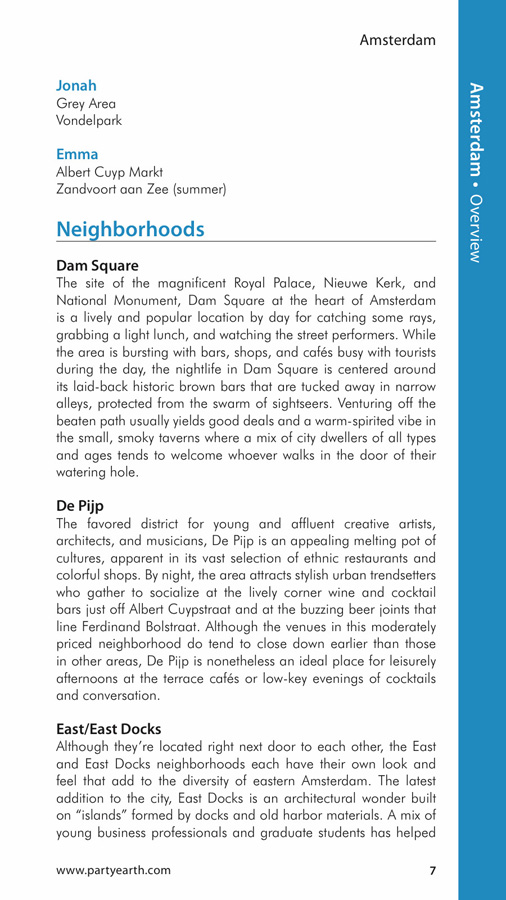 Amsterdam
Jonah
Grey Area
Vondelpark
Emma
Albert Cuyp Markt
Zandvoort aan Zee (summer)
Neighborhoods
Dam Square
The site of the magnificent Royal Palace, Nieuwe Kerk, and
National Monument, Dam Square at the heart of Amsterdam
is a lively and popular location by day for catching some rays,
grabbing a light lunch, and watching the street performers. While
the area is bursting with bars, shops, and cafés busy with tourists
during the day, the nightlife in Dam Square is centered around
its laid-back historic brown bars that are tucked away in narrow
alleys, protected from the swarm of sightseers. Venturing off the
beaten path usually yields good deals and a warm-spirited vibe in
the small, smoky taverns where a mix of city dwellers of all types
and ages tends to welcome whoever walks in the door of their
watering hole.
De Pijp
The favored district for young and affluent creative artists,
architects, and musicians, De Pijp is an appealing melting pot of
cultures, apparent in its vast selection of ethnic restaurants and
colorful shops. By night, the area attracts stylish urban trendsetters
who gather to socialize at the lively corner wine and cocktail
bars just off Albert Cuypstraat and at the buzzing beer joints that
line Ferdinand Bolstraat. Although the venues in this moderately
priced neighborhood do tend to close down earlier than those
in other areas, De Pijp is nonetheless an ideal place for leisurely
afternoons at the terrace cafés or low-key evenings of cocktails
and conversation.
East/East Docks
Although they're located right next door to each other, the East
and East Docks neighborhoods each have their own look and
feel that add to the diversity of eastern Amsterdam. The latest
addition to the city, East Docks is an architectural wonder built
on "islands" formed by docks and old harbor materials. A mix of
young business professionals and graduate students has helped
www.partyearth.com 7
Amsterdam • Overview